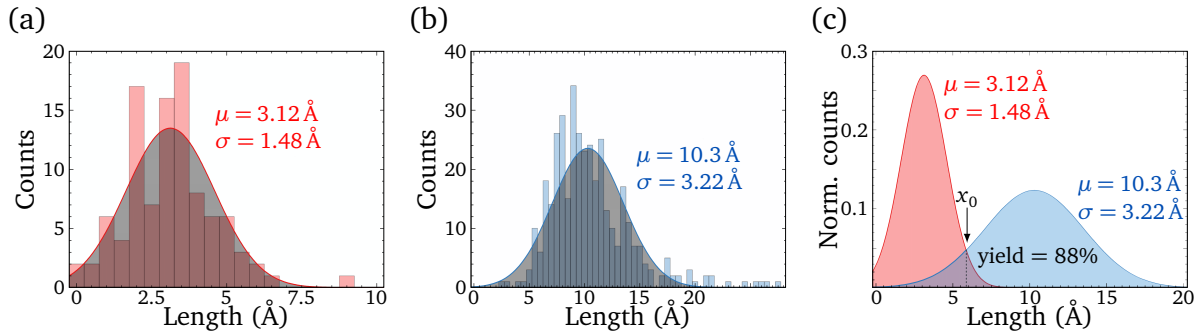 (a)
Counts
20
15
10
5
0
0
2.5
5
7.5
10
Length (Å)
μ = 3.12 Å
σ = 1.48 Å
(b)
Counts
40
30
20
10
0
0
10
20
Length (Å)
μ = 10.3 Å
σ = 3.22 Å
(c)
Norm. counts
0.3
0.2
0.1
0
5
10
15
20
Length (Å)
μ = 3.12 Å
σ = 1.48 Å
μ = 10.3 Å
σ = 3.22 Å
x₀
yield = 88%